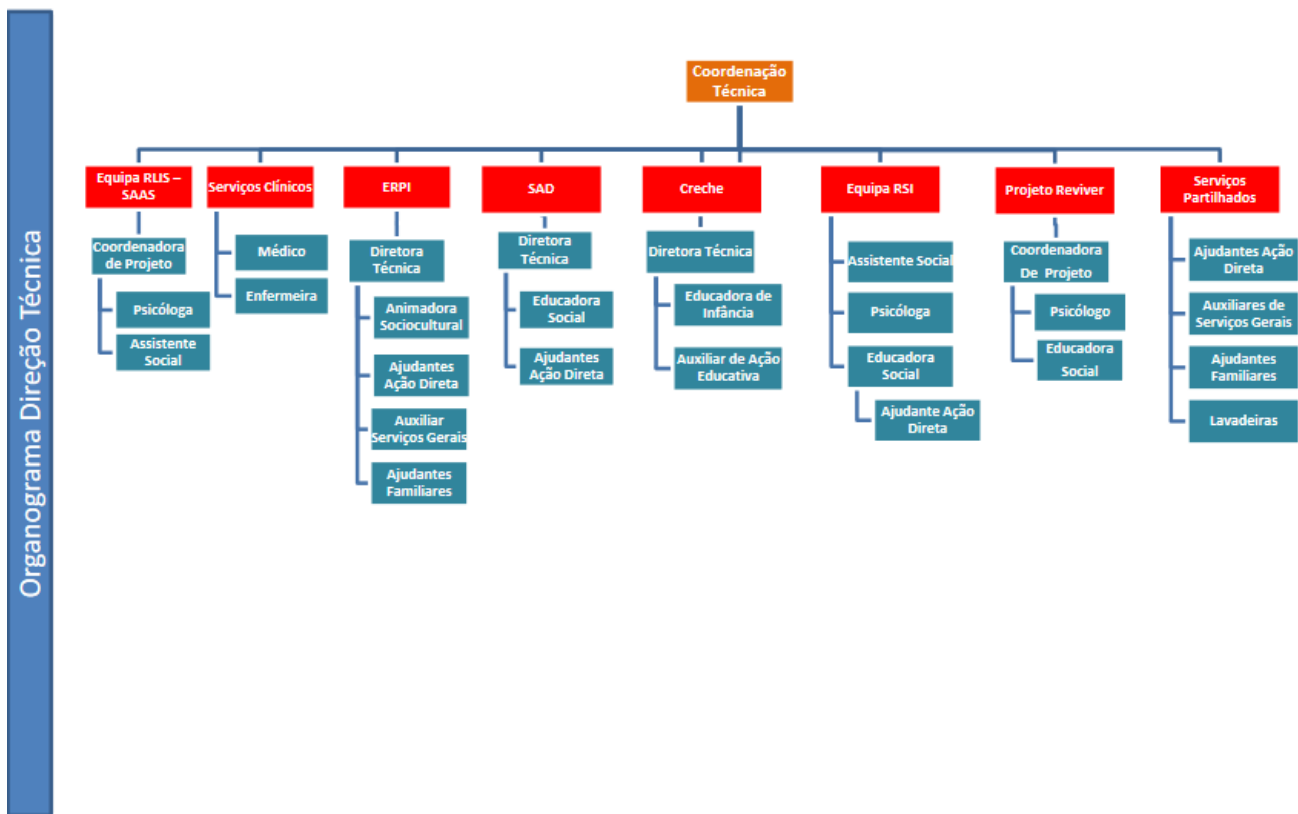 Organograma Direção Técnica
Coordenação
Técnica
Equipa RLIS –
SAAS
Coordenadora
de Projeto
Psicóloga
Assistente
Social
Serviços Clínicos
Médico
Enfermeira
ERPI
Diretora
Técnica
Animadora
Sociocultural
Ajudantes
Ação Direta
Auxiliar
Serviços Gerais
Ajudantes
Familiares
SAD
Diretora
Técnica
Educadora
Social
Ajudantes
Ação Direta
Creche
Diretora Técnica
Educadora de
Infância
Auxiliar de Ação
Educativa
Equipa RSI
Assistente Social
Psicóloga
Educadora
Social
Ajudante Ação
Direta
Projeto Reviver
Coordenadora
De Projeto
Psicólogo
Educadora
Social
Serviços
Partilhados
Ajudantes Ação
Direta
Auxiliares de
Serviços Gerais
Ajudantes
Familiares
Lavadeiras